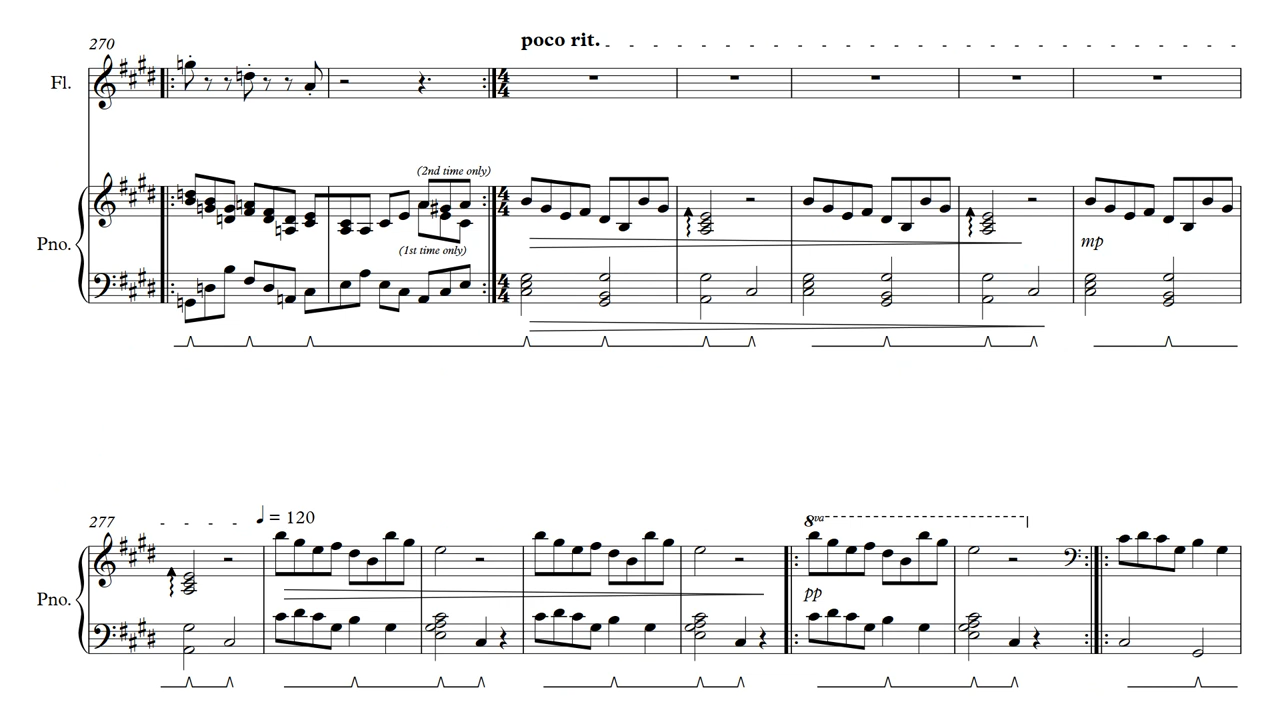 270
poco rit.
Fl.
(2nd time only)
Pno.
(1st time only)
mp
277
= 120
8va
Pno.
pp